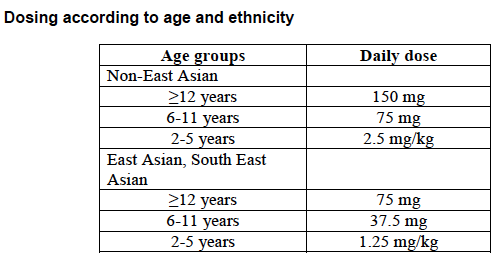 Dosing according to age and ethnicity
Age groups Daily dose
Non-East Asian
≥12 years 150 mg
6-11 years 75 mg
2-5 years 2.5 mg/kg
East Asian, South East
Asian
≥12 years 75 mg
6-11 years 37.5 mg
2-5 years 1.25 mg/kg